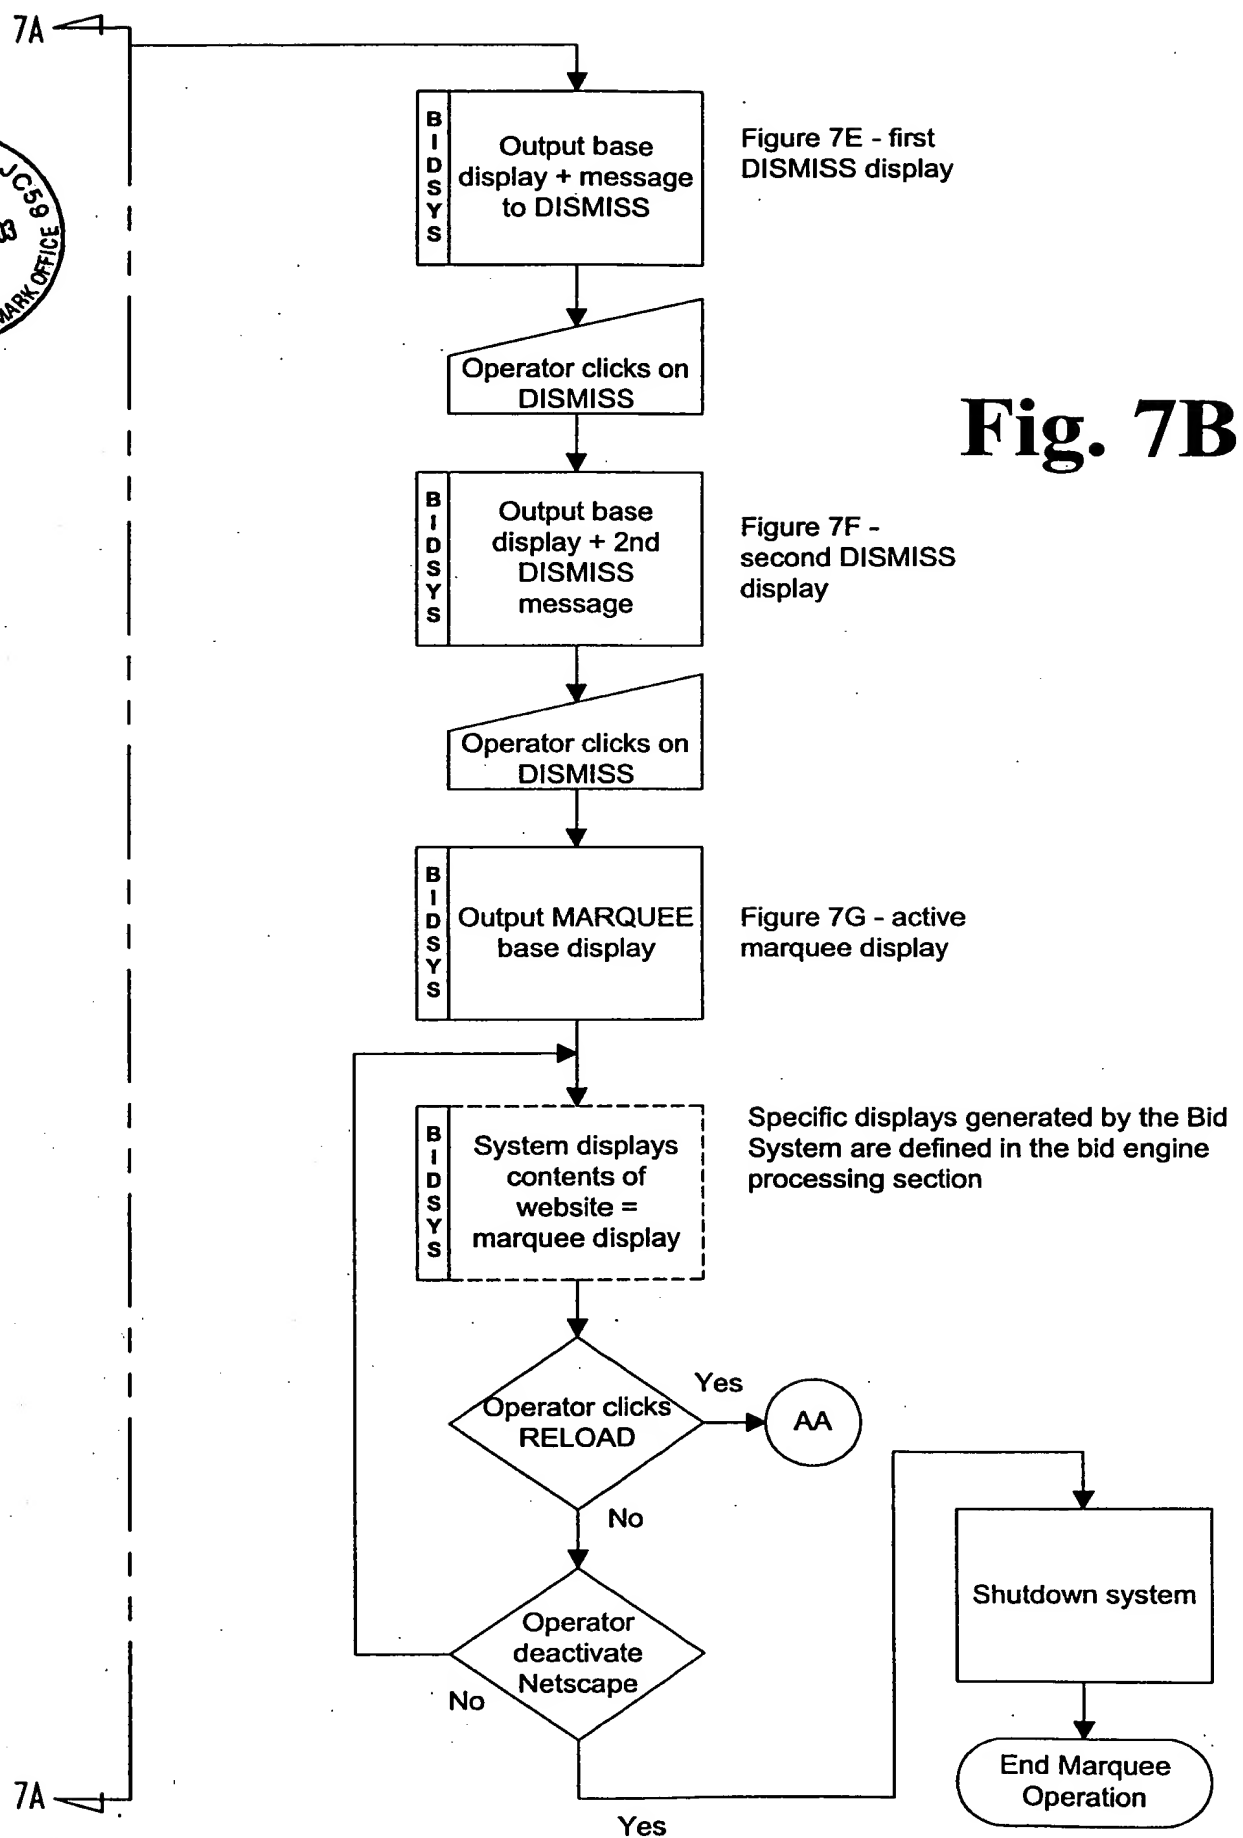 7A
JC59
03
MARK OFFICE
BIDSYS
Output base
display + message
to DISMISS
Figure 7E - first
DISMISS display
Operator clicks on
DISMISS
Fig. 7B
BIDSYS
Output base
display + 2nd
DISMISS
message
Figure 7F -
second DISMISS
display
Operator clicks on
DISMISS
BIDSYS
Output MARQUEE
base display
Figure 7G - active
marquee display
BIDSYS
System displays
contents of
website =
marquee display
Specific displays generated by the Bid
System are defined in the bid engine
processing section
Operator clicks
RELOAD
Yes
AA
No
Operator
deactivate
Netscape
No
Yes
Shutdown system
End Marquee
Operation
7A